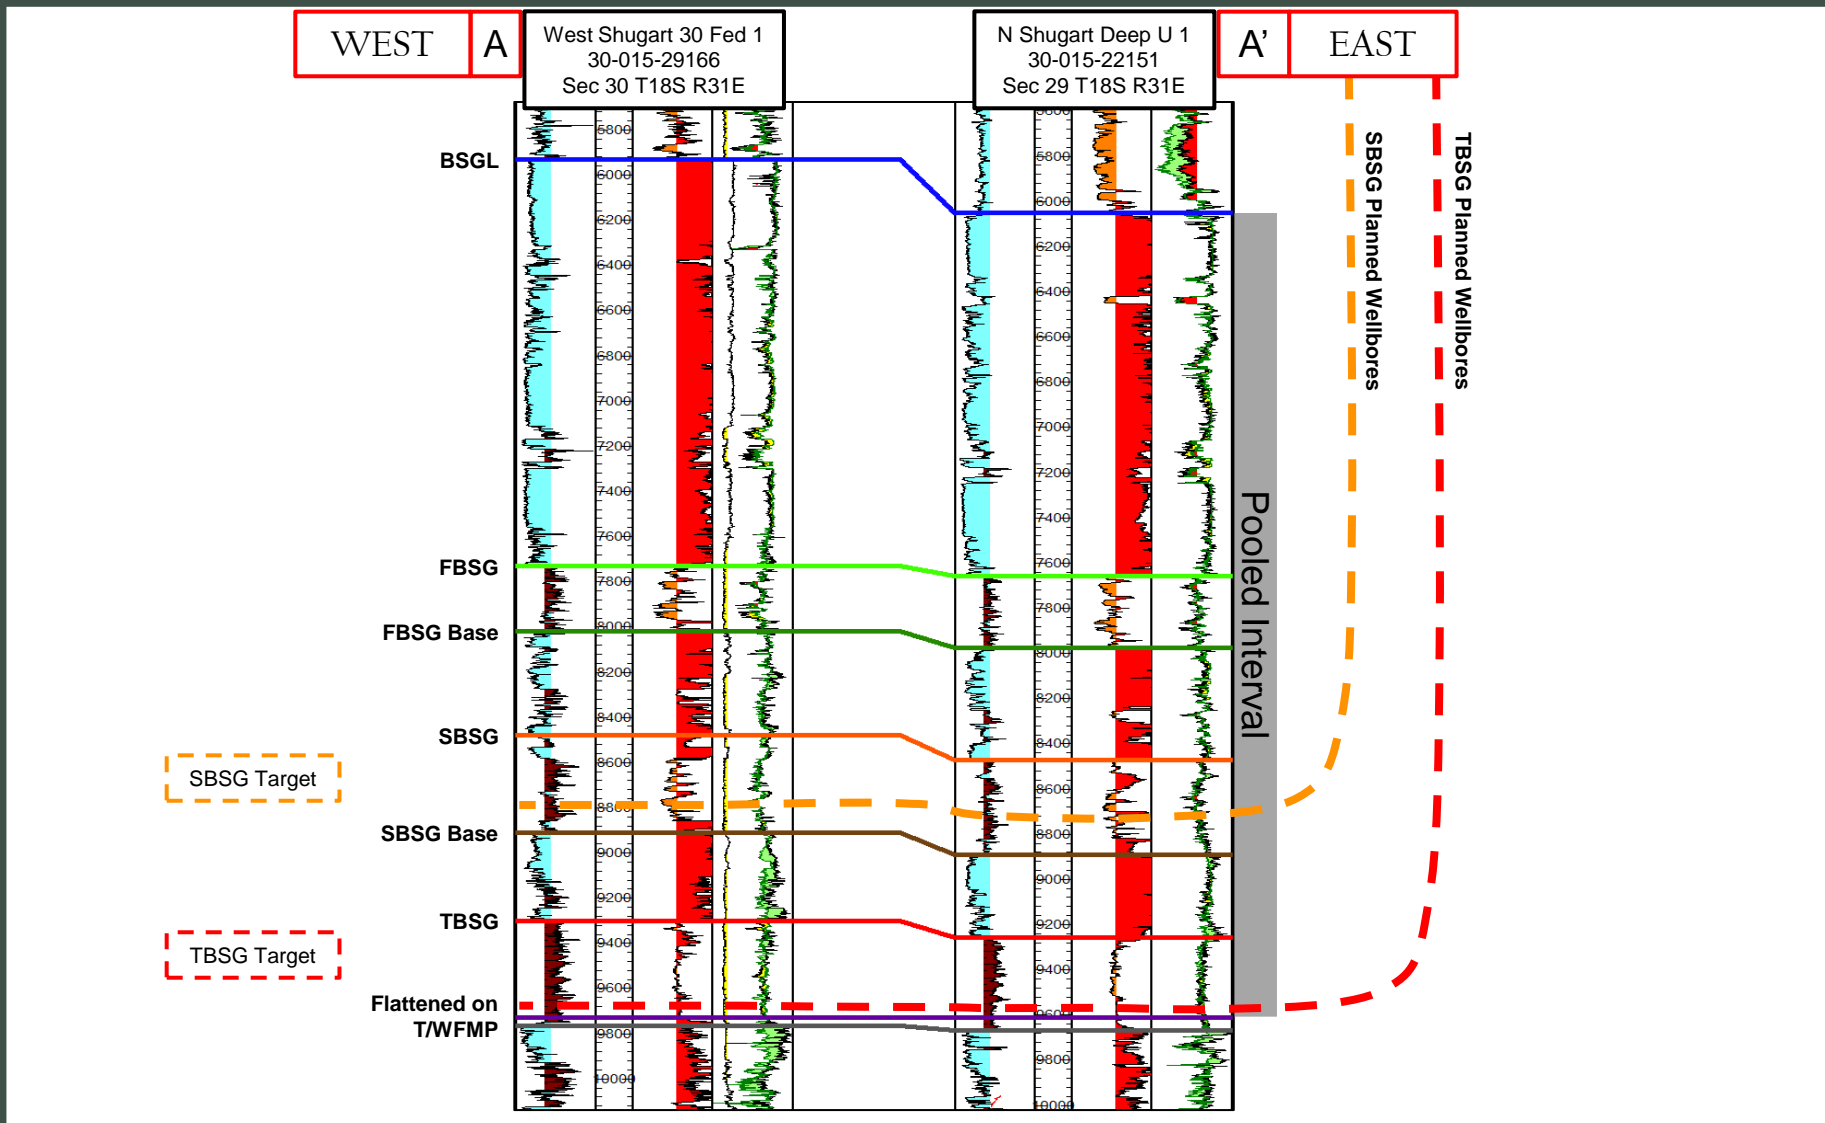 WEST
A
West Shugart 30 Fed 1
30-015-29166
Sec 30 T18S R31E
N Shugart Deep U 1
30-015-22151
Sec 29 T18S R31E
A'
EAST
SBSG Planned Wellbores
TBSG Planned Wellbores
Pooled Interval
BSGL
FBSG
FBSG Base
SBSG
SBSG Target
SBSG Base
TBSG
TBSG Target
Flattened on
T/WFMP
5800
6000
6200
6400
6600
6800
7000
7200
7400
7600
7800
8000
8200
8400
8600
8800
9000
9200
9400
9600
9800
10000
5600
5800
6000
6200
6400
6600
6800
7000
7200
7400
7600
7800
8000
8200
8400
8600
8800
9000
9200
9400
9600
9800
10000